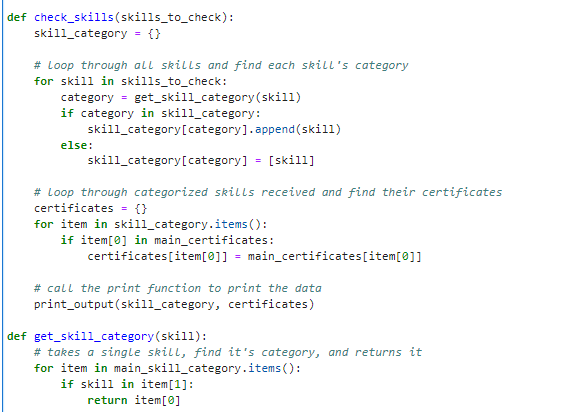 def check_skills(skills_to_check):
    skill_category = {}

    # loop through all skills and find each skill's category
    for skill in skills_to_check:
        category = get_skill_category(skill)
        if category in skill_category:
            skill_category[category].append(skill)
        else:
            skill_category[category] = [skill]

    # loop through categorized skills received and find their certificates
    certificates = {}
    for item in skill_category.items():
        if item[0] in main_certificates:
            certificates[item[0]] = main_certificates[item[0]]

    # call the print function to print the data
    print_output(skill_category, certificates)

def get_skill_category(skill):
    # takes a single skill, find it's category, and returns it
    for item in main_skill_category.items():
        if skill in item[1]:
            return item[0]